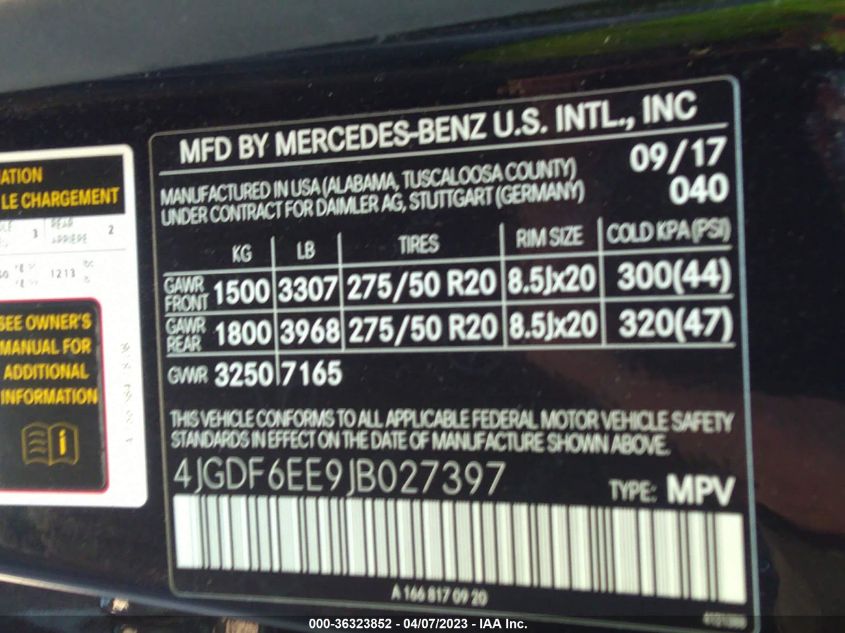 MFD BY MERCEDES-BENZ U.S. INTL., INC
09/17
MANUFACTURED IN USA (ALABAMA, TUSCALOOSA COUNTY)
UNDER CONTRACT FOR DAIMLER AG, STUTTGART (GERMANY)
040
KG LB TIRES RIM SIZE COLD KPA (PSI)
GAWR FRONT 1500 3307 275/50 R20 8.5Jx20 300(44)
GAWR REAR 1800 3968 275/50 R20 8.5Jx20 320(47)
GVWR 3250 7165
THIS VEHICLE CONFORMS TO ALL APPLICABLE FEDERAL MOTOR VEHICLE SAFETY
STANDARDS IN EFFECT ON THE DATE OF MANUFACTURE SHOWN ABOVE.
4JGDF6EE9JB027397
TYPE: MPV
A 166 817 09 20
ATION
LE CHARGEMENT
3 REAR 2
ARRIERE
1213
SEE OWNER'S
MANUAL FOR
ADDITIONAL
INFORMATION
000-36323852 - 04/07/2023 - IAA Inc.